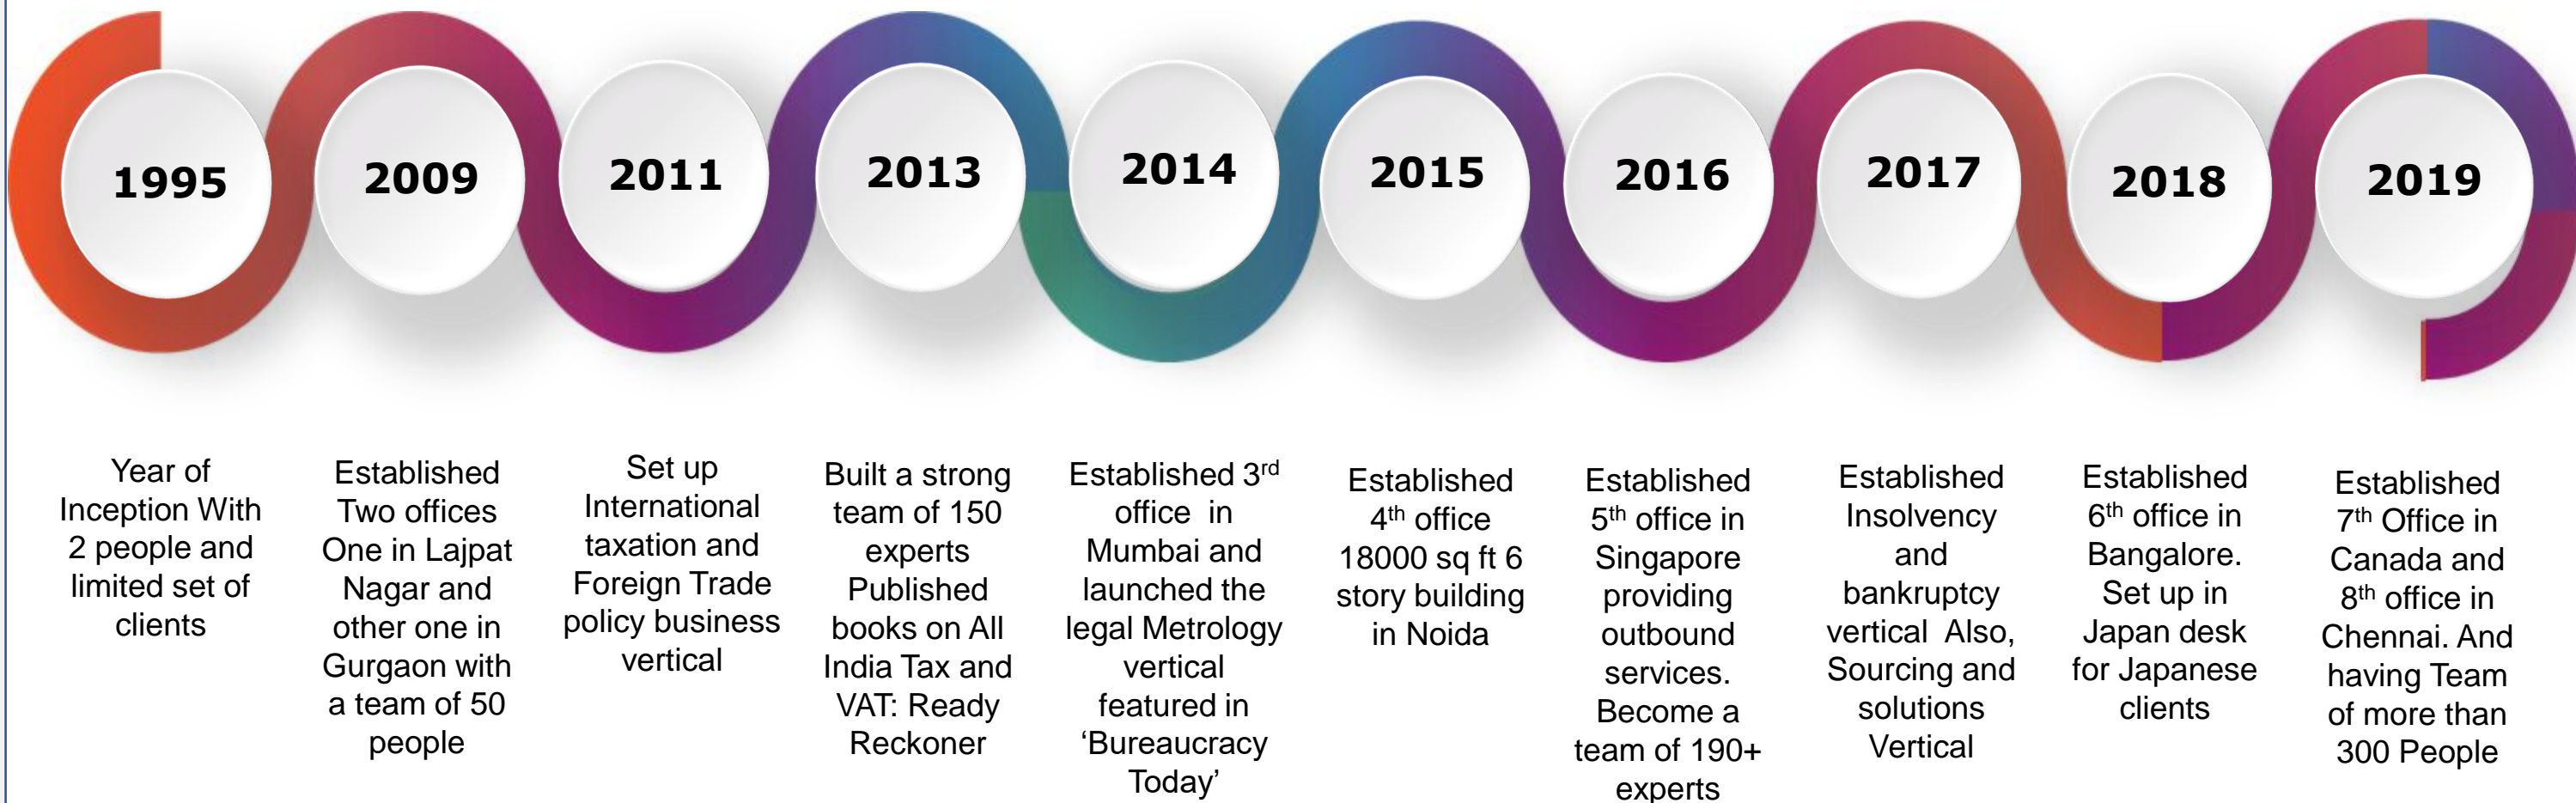 1995
2009
2011
2013
2014
2015
2016
2017
2018
2019
Year of
Inception With
2 people and
limited set of
clients
Established
Two offices
One in Lajpat
Nagar and
other one in
Gurgaon with
a team of 50
people
Set up
International
taxation and
Foreign Trade
policy business
vertical
Built a strong
team of 150
experts
Published
books on All
India Tax and
VAT: Ready
Reckoner
Established 3rd
office in
Mumbai and
launched the
legal Metrology
vertical
featured in
‘Bureaucracy
Today’
Established
4th office
18000 sq ft 6
story building
in Noida
Established
5th office in
Singapore
providing
outbound
services.
Become a
team of 190+
experts
Established
Insolvency
and
bankruptcy
vertical Also,
Sourcing and
solutions
Vertical
Established
6th office in
Bangalore.
Set up in
Japan desk
for Japanese
clients
Established
7th Office in
Canada and
8th office in
Chennai. And
having Team
of more than
300 People